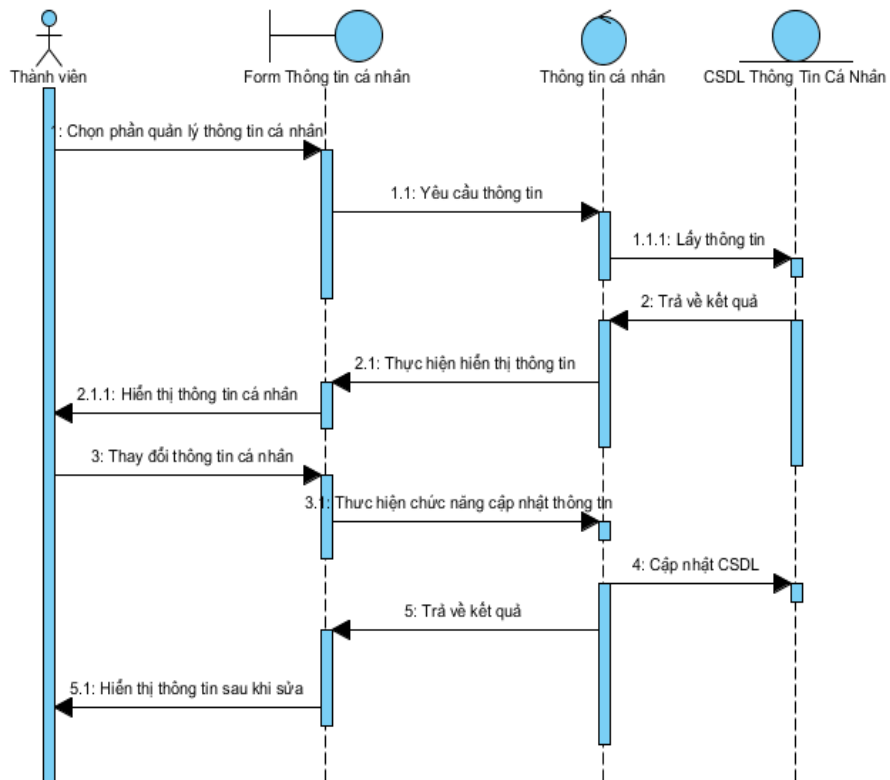 Thành viên
Form Thông tin cá nhân
Thông tin cá nhân
CSDL Thông Tin Cá Nhân
1: Chọn phần quản lý thông tin cá nhân
1.1: Yêu cầu thông tin
1.1.1: Lấy thông tin
2: Trả về kết quả
2.1: Thực hiện hiển thị thông tin
2.1.1: Hiển thị thông tin cá nhân
3: Thay đổi thông tin cá nhân
3.1: Thưc hiện chức năng cập nhật thông tin
4: Cập nhật CSDL
5: Trả về kết quả
5.1: Hiển thị thông tin sau khi sửa